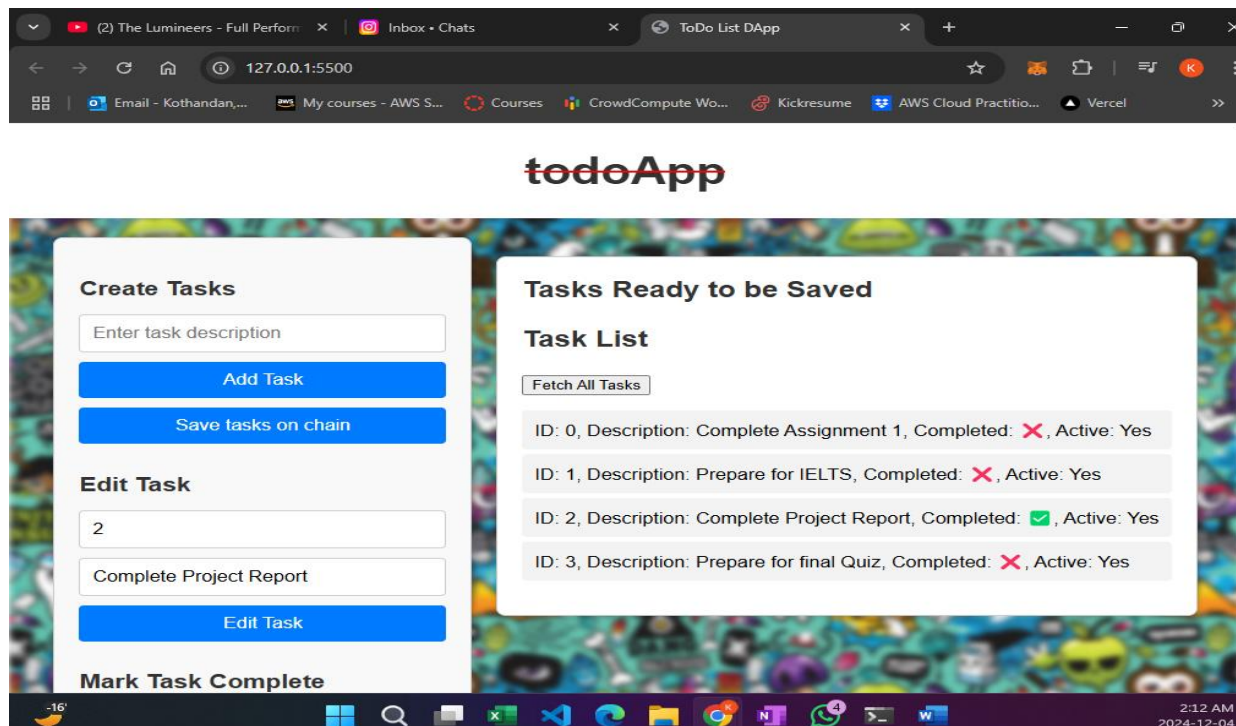 (2) The Lumineers - Full Perform
Inbox • Chats
ToDo List DApp
127.0.0.1:5500
K
Email - Kothandan,...
aws
My courses - AWS S...
Courses
CrowdCompute Wo...
Kickresume
AWS Cloud Practitio...
Vercel
todoApp
Create Tasks
Enter task description
Add Task
Save tasks on chain
Edit Task
2
Complete Project Report
Edit Task
Mark Task Complete
Tasks Ready to be Saved
Task List
Fetch All Tasks
ID: 0, Description: Complete Assignment 1, Completed: ❌, Active: Yes
ID: 1, Description: Prepare for IELTS, Completed: ❌, Active: Yes
ID: 2, Description: Complete Project Report, Completed: ✅, Active: Yes
ID: 3, Description: Prepare for final Quiz, Completed: ❌, Active: Yes
-16°
4
2:12 AM
2024-12-04